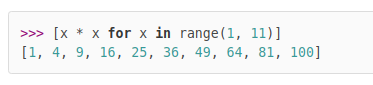 >>> [x * x for x in range(1, 11)]
[1, 4, 9, 16, 25, 36, 49, 64, 81, 100]